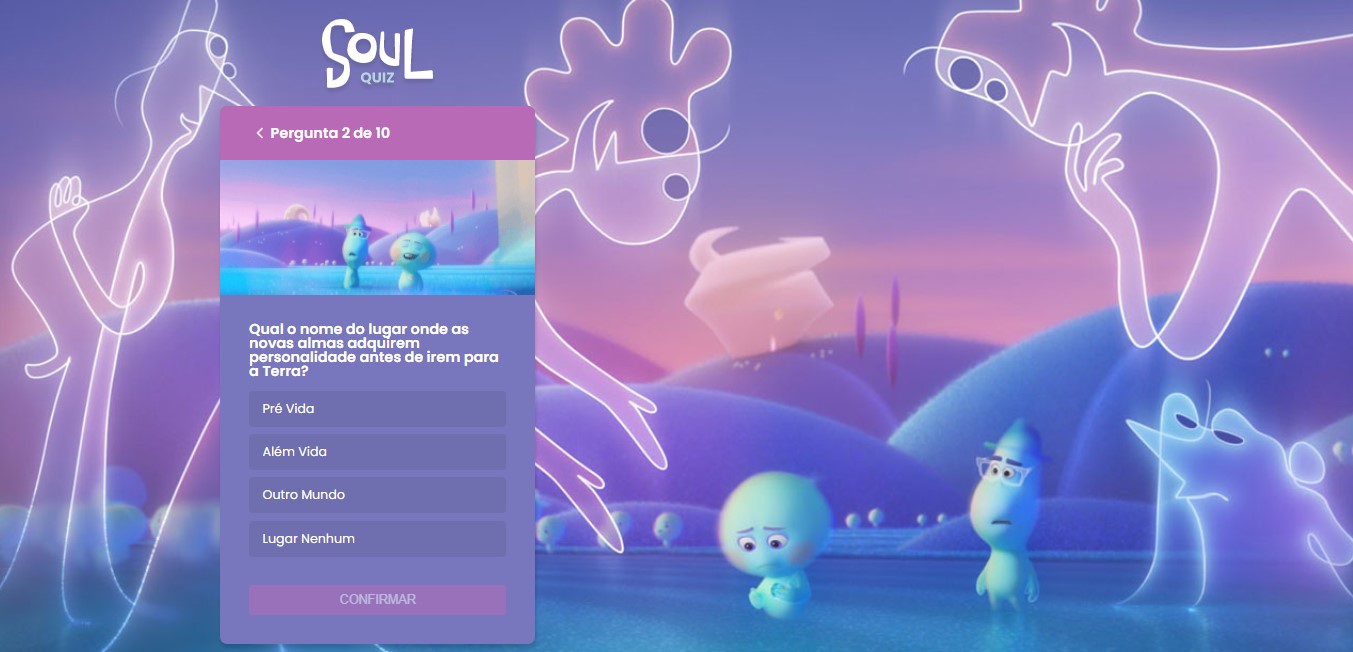 SOUL
QUIZ
Pergunta 2 de 10
Qual o nome do lugar onde as
novas almas adquirem
personalidade antes de irem para
a Terra?
Pré Vida
Além Vida
Outro Mundo
Lugar Nenhum
CONFIRMAR